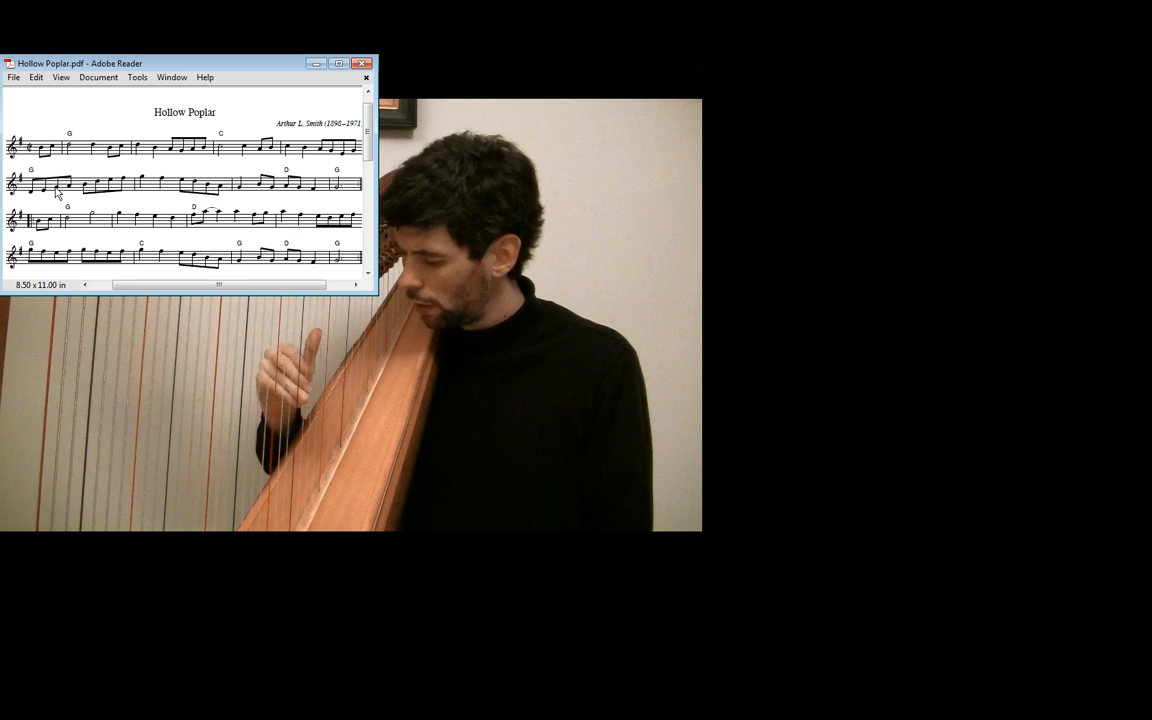 Hollow Poplar.pdf - Adobe Reader
File Edit View Document Tools Window Help
Hollow Poplar
Arthur L. Smith (1898–1971
G C
G D G
G D
G C G D G
8.50 x 11.00 in